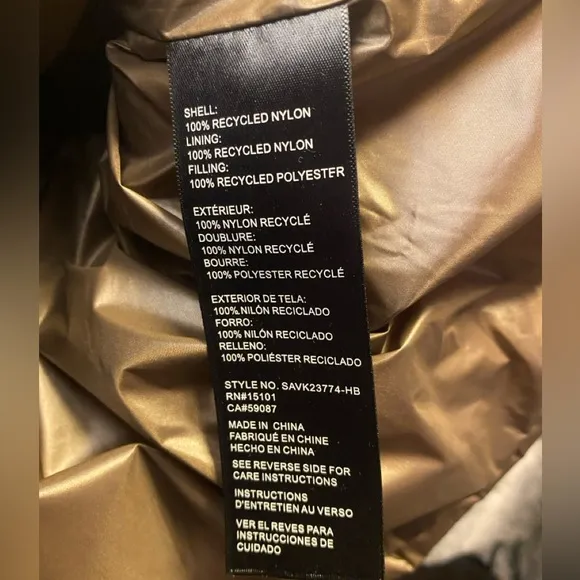 SHELL:
100% RECYCLED NYLON
LINING:
100% RECYCLED NYLON
FILLING:
100% RECYCLED POLYESTER
EXTÉRIEUR:
100% NYLON RECYCLÉ
DOUBLURE:
100% NYLON RECYCLÉ
BOURRE:
100% POLYESTER RECYCLÉ
EXTERIOR DE TELA:
100% NILÓN RECICLADO
FORRO:
100% NILÓN RECICLADO
RELLENO:
100% POLIÉSTER RECICLADO
STYLE NO. SAVK23774-HB
RN#15101
CA#59087
MADE IN CHINA
FABRIQUÉ EN CHINE
HECHO EN CHINA
SEE REVERSE SIDE FOR
CARE INSTRUCTIONS
INSTRUCTIONS
D'ENTRETIEN AU VERSO
VER EL REVES PARA
INSTRUCCIONES DE
CUIDADO